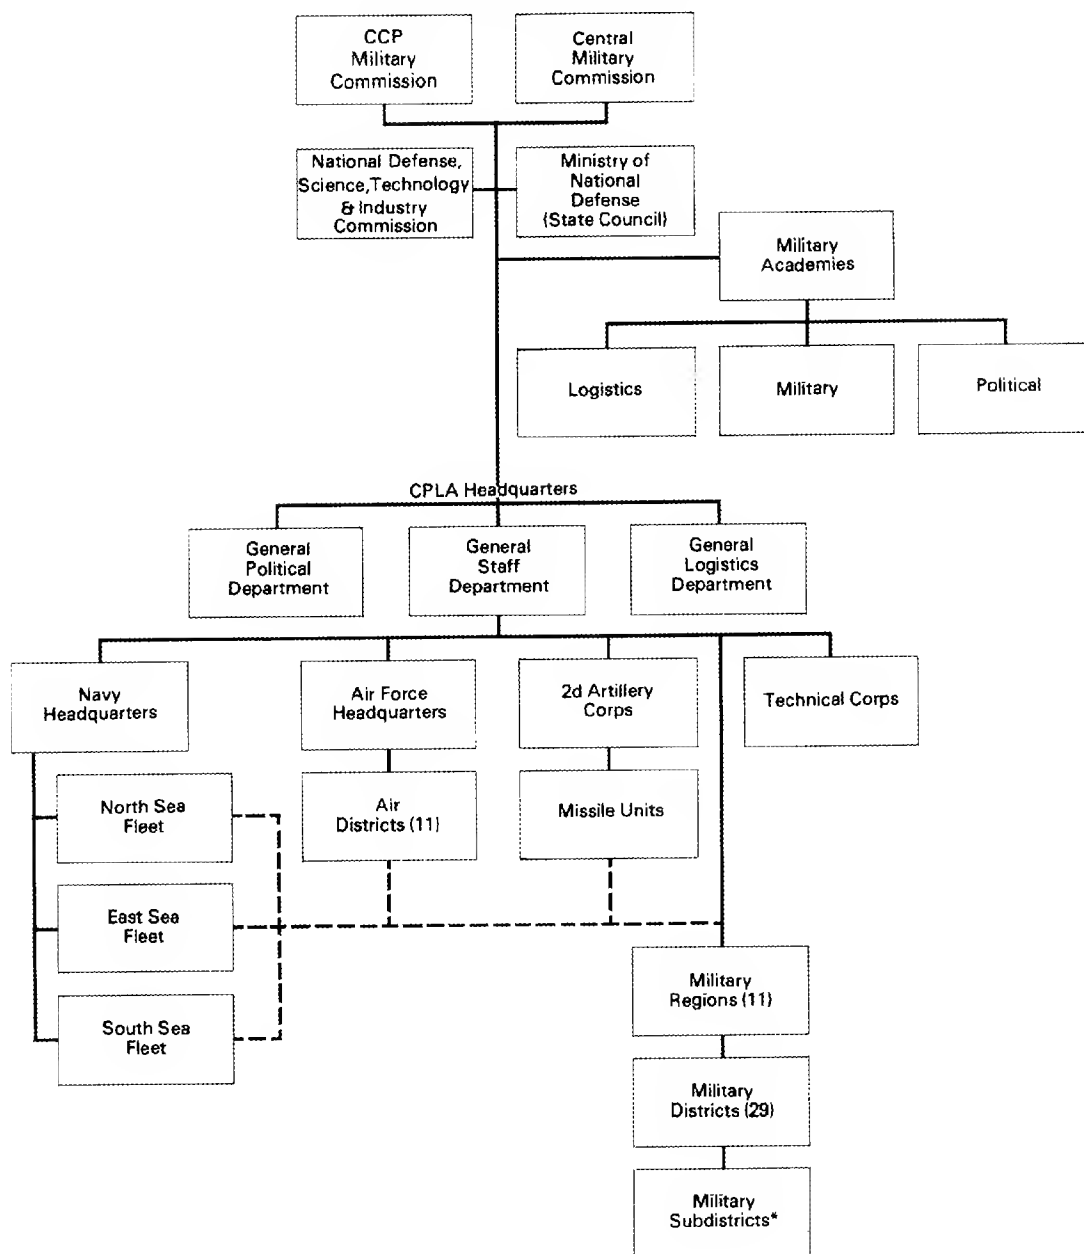 CCP
Military
Commission
Central
Military
Commission
National Defense,
Science, Technology
& Industry
Commission
Ministry of
National
Defense
(State Council)
Military
Academies
Logistics
Military
Political
CPLA Headquarters
General
Political
Department
General
Staff
Department
General
Logistics
Department
Navy
Headquarters
Air Force
Headquarters
2d Artillery
Corps
Technical Corps
North Sea
Fleet
Air
Districts (11)
Missile Units
East Sea
Fleet
South Sea
Fleet
Military
Regions (11)
Military
Districts (29)
Military
Subdistricts*